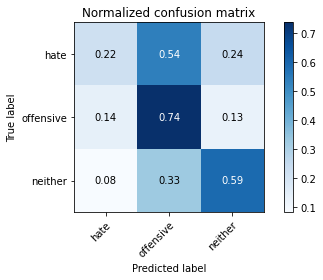 Normalized confusion matrix
True label
hate 0.22 0.54 0.24
offensive 0.14 0.74 0.13
neither 0.08 0.33 0.59
hate offensive neither
Predicted label
0.7
0.6
0.5
0.4
0.3
0.2
0.1